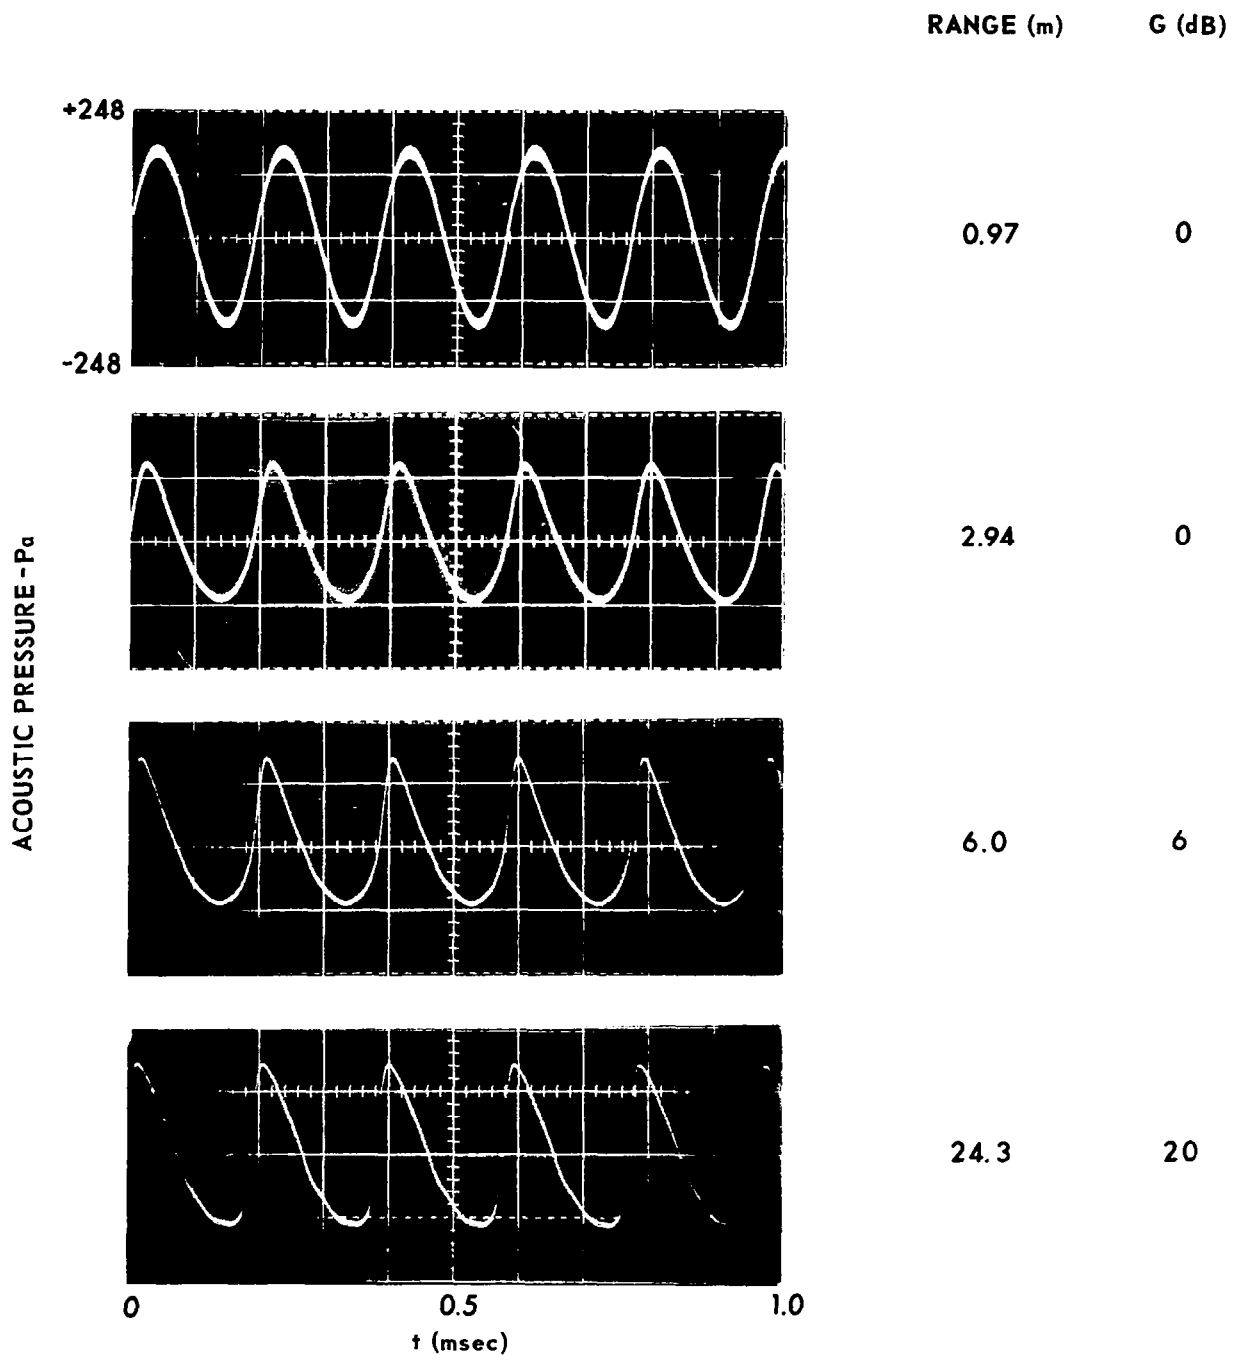 RANGE (m) G (dB)
+248
0.97 0
-248
2.94 0
ACOUSTIC PRESSURE-Pa
6.0 6
24.3 20
0 0.5 1.0
t (msec)